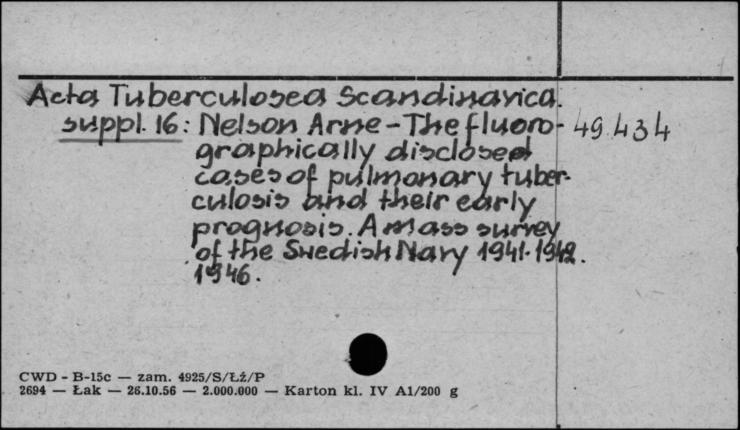 Acta Tuberculosea Scandinavica.
suppl. 16: Nelson Arne - The fluoro- 49434
graphically disclosed
cases of pulmonary tuber-
culosis and their early
prognosis. A mass survey
of the Swedish Navy 1941-1942.
1946.
CWD - B-15c — zam. 4925/S/Łż/P
2694 — Łak — 26.10.56 — 2.000.000 — Karton kl. IV A1/200 g